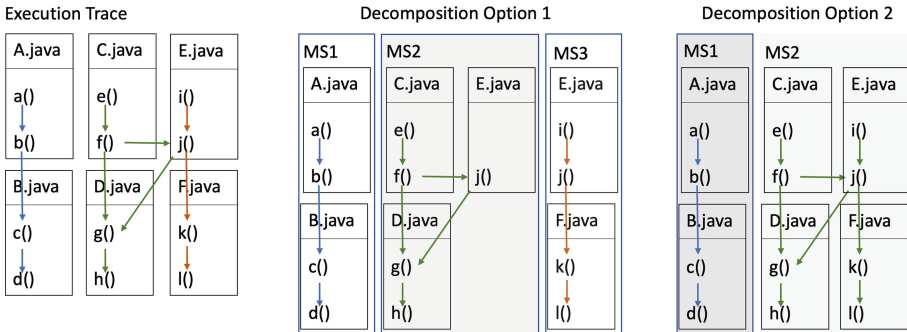 Execution Trace
A.java
C.java
E.java
a()
e()
i()
b()
f()
j()
B.java
D.java
F.java
c()
g()
k()
d()
h()
l()
Decomposition Option 1
MS1
MS2
MS3
A.java
C.java
E.java
E.java
a()
e()
i()
b()
f()
j()
j()
B.java
D.java
F.java
c()
g()
k()
d()
h()
l()
Decomposition Option 2
MS1
MS2
A.java
C.java
E.java
a()
e()
i()
b()
f()
j()
B.java
D.java
F.java
c()
g()
k()
d()
h()
l()